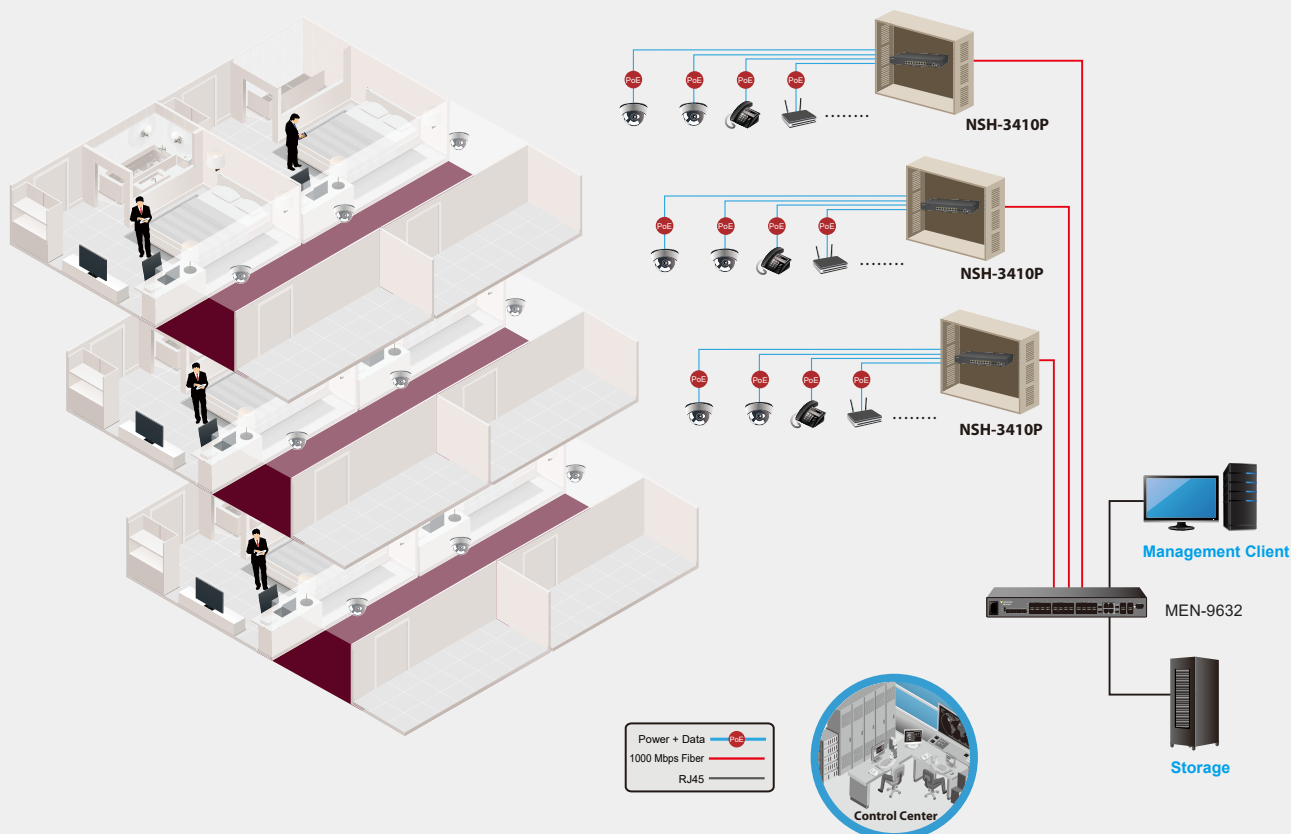 PoE PoE PoE PoE
NSH-3410P
PoE PoE PoE PoE
NSH-3410P
PoE PoE PoE PoE
NSH-3410P
Management Client
MEN-9632
Storage
Power + Data PoE
1000 Mbps Fiber
RJ45
Control Center